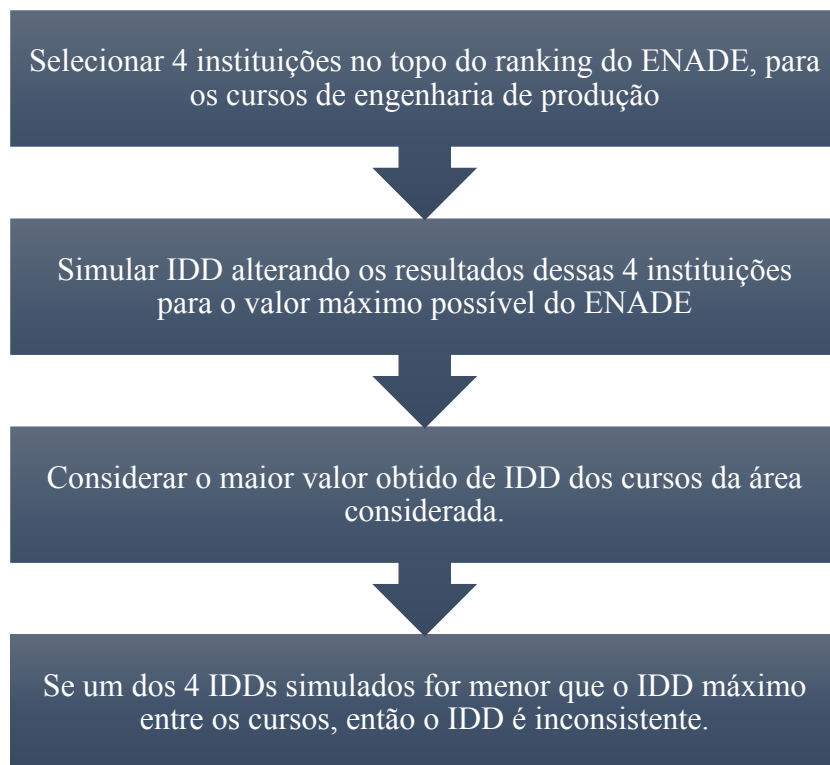 Selecionar 4 instituições no topo do ranking do ENADE, para
os cursos de engenharia de produção
Simular IDD alterando os resultados dessas 4 instituições
para o valor máximo possível do ENADE
Considerar o maior valor obtido de IDD dos cursos da área
considerada.
Se um dos 4 IDDs simulados for menor que o IDD máximo
entre os cursos, então o IDD é inconsistente.